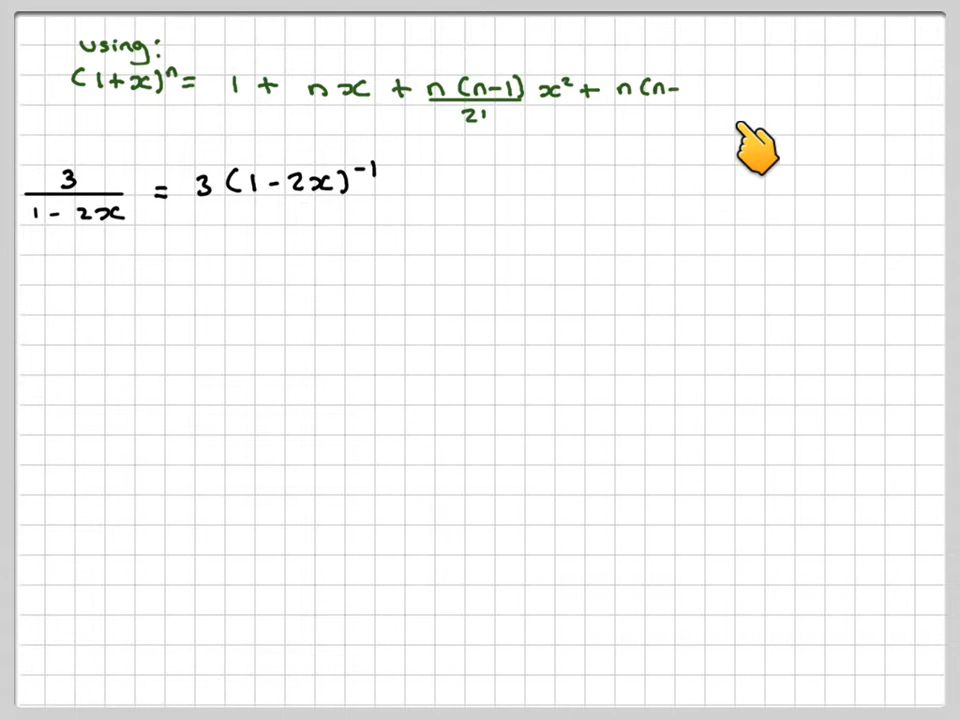 using:
(1+x)ⁿ = 1 + nx + n(n-1)/2! x² + n(n-
3/(1-2x) = 3(1-2x)⁻¹